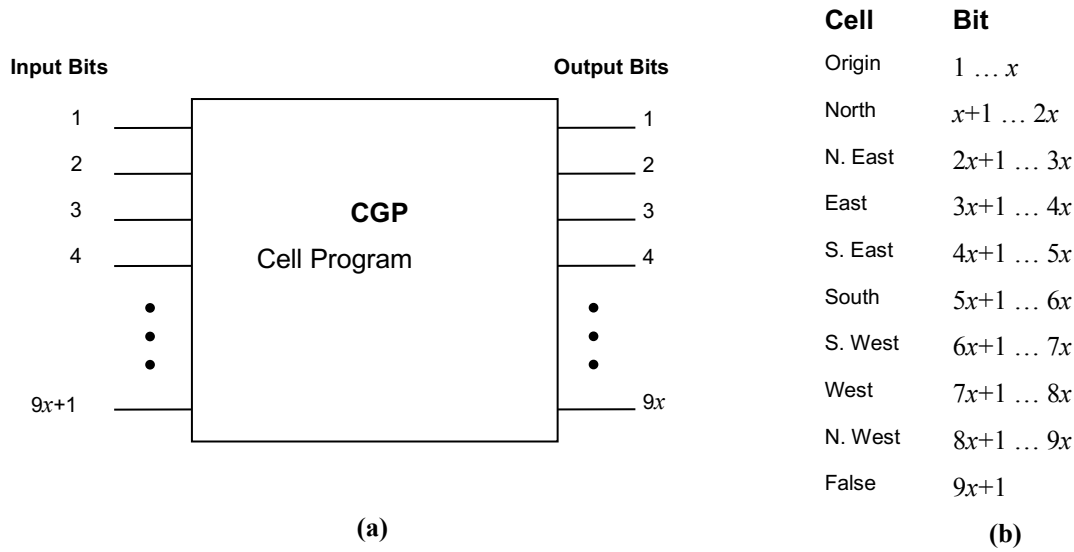 Input Bits
Output Bits
1
1
2
2
3
3
4
4
CGP
Cell Program
9x+1
9x
(a)
Cell Bit
Origin 1 … x
North x+1 … 2x
N. East 2x+1 … 3x
East 3x+1 … 4x
S. East 4x+1 … 5x
South 5x+1 … 6x
S. West 6x+1 … 7x
West 7x+1 … 8x
N. West 8x+1 … 9x
False 9x+1
(b)